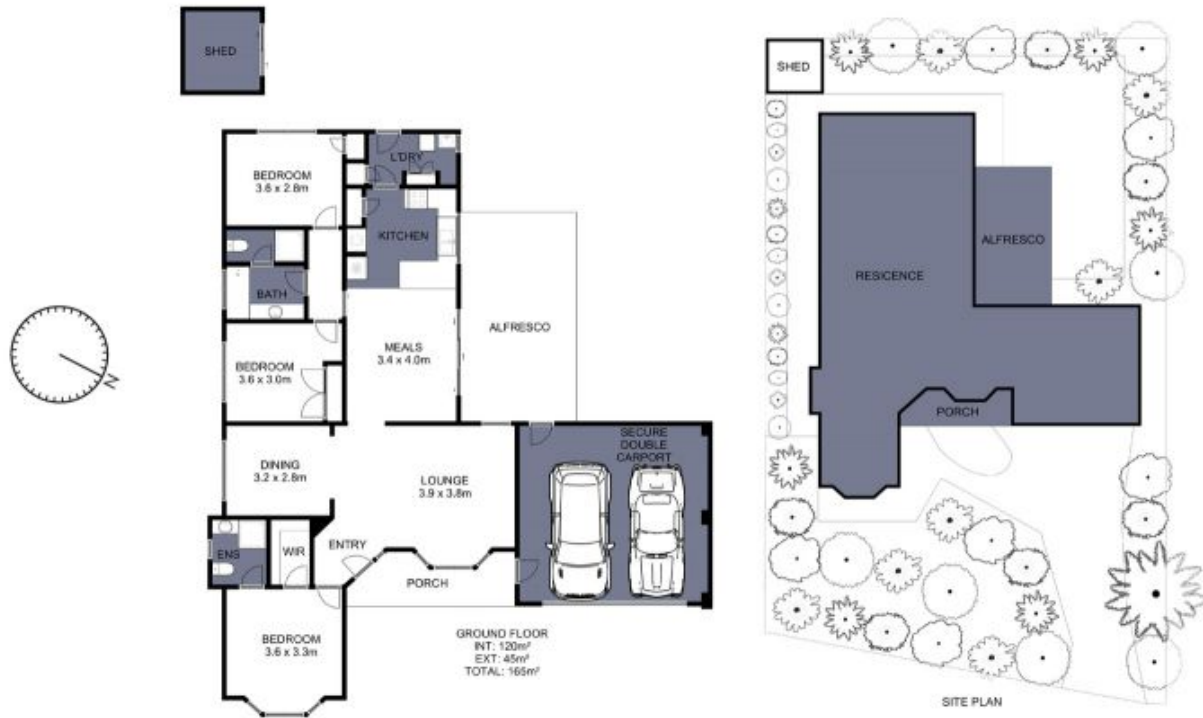 SHED
BEDROOM
3.6 x 2.8m
L'DRY
KITCHEN
BATH
MEALS
3.4 x 4.0m
ALFRESCO
BEDROOM
3.6 x 3.0m
N
DINING
3.2 x 2.8m
LOUNGE
3.9 x 3.8m
SECURE
DOUBLE
CARPORT
ENS
WIR
ENTRY
PORCH
BEDROOM
3.6 x 3.3m
GROUND FLOOR
INT: 120m²
EXT: 45m²
TOTAL: 165m²
SHED
RESICENCE
ALFRESCO
PORCH
SITE PLAN